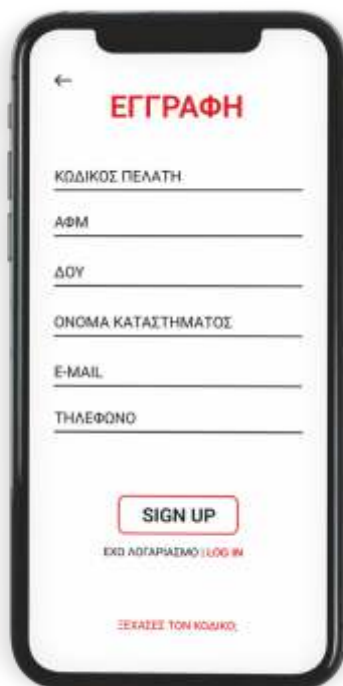 ΕΓΓΡΑΦΗ
ΚΩΔΙΚΟΣ ΠΕΛΑΤΗ
ΑΦΜ
ΔΟΥ
ΟΝΟΜΑ ΚΑΤΑΣΤΗΜΑΤΟΣ
E-MAIL
ΤΗΛΕΦΩΝΟ
SIGN UP
ΕΧΩ ΛΟΓΑΡΙΑΣΜΟ | LOG IN
ΞΕΧΑΣΕΣ ΤΟΝ ΚΩΔΙΚΟ;